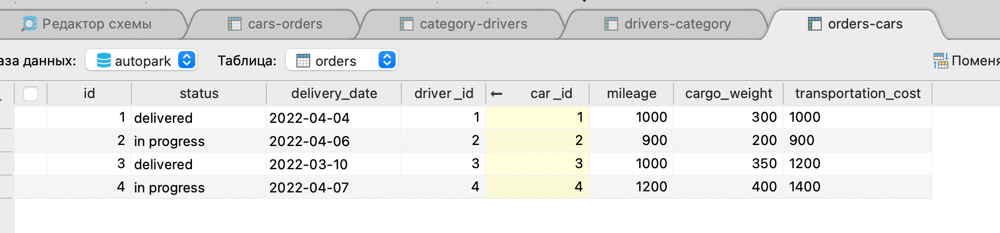 Редактор схемы cars-orders category-drivers drivers-category orders-cars
аза данных: autopark Таблица: orders Поменя
id status delivery_date driver_id ← car_id mileage cargo_weight transportation_cost
1 delivered 2022-04-04 1 1 1000 300 1000
2 in progress 2022-04-06 2 2 900 200 900
3 delivered 2022-03-10 3 3 1000 350 1200
4 in progress 2022-04-07 4 4 1200 400 1400